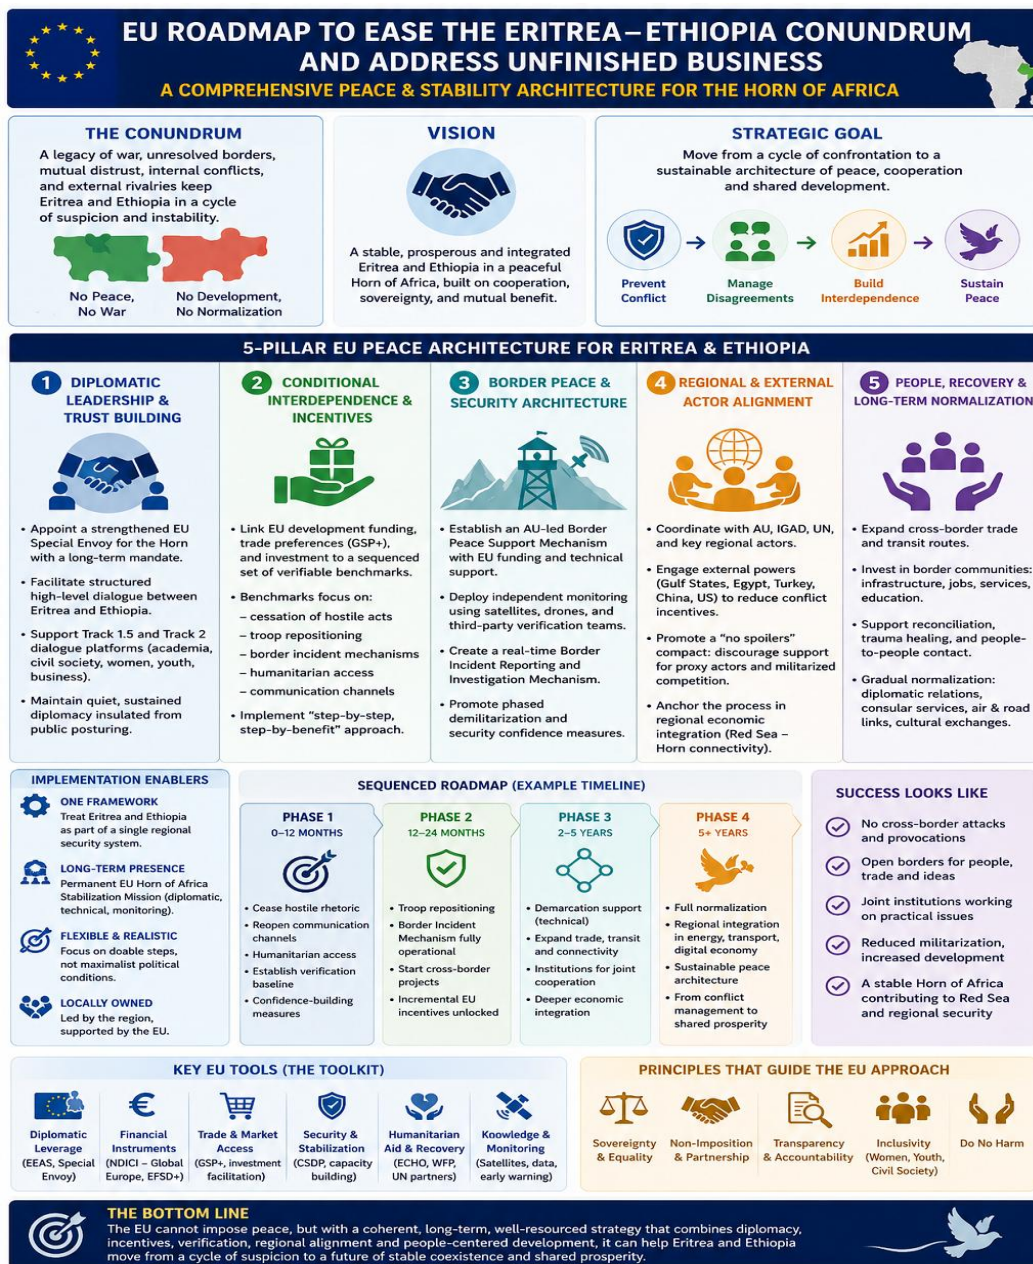 EU ROADMAP TO EASE THE ERITREA–ETHIOPIA CONUNDRUM
AND ADDRESS UNFINISHED BUSINESS
A COMPREHENSIVE PEACE & STABILITY ARCHITECTURE FOR THE HORN OF AFRICA
THE CONUNDRUM
A legacy of war, unresolved borders,
mutual distrust, internal conflicts,
and external rivalries keep
Eritrea and Ethiopia in a cycle
of suspicion and instability.
No Peace,
No War
No Development,
No Normalization
VISION
A stable, prosperous and integrated
Eritrea and Ethiopia in a peaceful
Horn of Africa, built on cooperation,
sovereignty, and mutual benefit.
STRATEGIC GOAL
Move from a cycle of confrontation to a
sustainable architecture of peace, cooperation
and shared development.
Prevent
Conflict
Manage
Disagreements
Build
Interdependence
Sustain
Peace
5-PILLAR EU PEACE ARCHITECTURE FOR ERITREA & ETHIOPIA
1 DIPLOMATIC
LEADERSHIP &
TRUST BUILDING
• Appoint a strengthened EU
Special Envoy for the Horn
with a long-term mandate.
• Facilitate structured
high-level dialogue between
Eritrea and Ethiopia.
• Support Track 1.5 and Track 2
dialogue platforms (academia,
civil society, women, youth,
business).
• Maintain quiet, sustained
diplomacy insulated from
public posturing.
2 CONDITIONAL
INTERDEPENDENCE &
INCENTIVES
• Link EU development funding,
trade preferences (GSP+),
and investment to a sequenced
set of verifiable benchmarks.
• Benchmarks focus on:
– cessation of hostile acts
– troop repositioning
– border incident mechanisms
– humanitarian access
– communication channels
• Implement “step-by-step,
step-by-benefit” approach.
3 BORDER PEACE &
SECURITY ARCHITECTURE
• Establish an AU-led Border
Peace Support Mechanism
with EU funding and technical
support.
• Deploy independent monitoring
using satellites, drones, and
third-party verification teams.
• Create a real-time Border
Incident Reporting and
Investigation Mechanism.
• Promote phased
demilitarization and
security confidence measures.
4 REGIONAL & EXTERNAL
ACTOR ALIGNMENT
• Coordinate with AU, IGAD, UN,
and key regional actors.
• Engage external powers
(Gulf States, Egypt, Turkey,
China, US) to reduce conflict
incentives.
• Promote a “no spoilers”
compact: discourage support
for proxy actors and militarized
competition.
• Anchor the process in
regional economic
integration (Red Sea –
Horn connectivity).
5 PEOPLE, RECOVERY &
LONG-TERM NORMALIZATION
• Expand cross-border trade
and transit routes.
• Invest in border communities:
infrastructure, jobs, services,
education.
• Support reconciliation,
trauma healing, and people-
to-people contact.
• Gradual normalization:
diplomatic relations,
consular services, air & road
links, cultural exchanges.
IMPLEMENTATION ENABLERS
ONE FRAMEWORK
Treat Eritrea and Ethiopia
as part of a single regional
security system.
LONG-TERM PRESENCE
Permanent EU Horn of Africa
Stabilization Mission (diplomatic,
technical, monitoring).
FLEXIBLE & REALISTIC
Focus on doable steps,
not maximalist political
conditions.
LOCALLY OWNED
Led by the region,
supported by the EU.
SEQUENCED ROADMAP (EXAMPLE TIMELINE)
PHASE 1
0–12 MONTHS
• Cease hostile rhetoric
• Reopen communication
channels
• Humanitarian access
• Establish verification
baseline
• Confidence-building
measures
PHASE 2
12–24 MONTHS
• Troop repositioning
• Border Incident
Mechanism fully
operational
• Start cross-border
projects
• Incremental EU
incentives unlocked
PHASE 3
2–5 YEARS
• Demarcation support
(technical)
• Expand trade, transit
and connectivity
• Institutions for joint
cooperation
• Deeper economic
integration
PHASE 4
5+ YEARS
• Full normalization
• Regional integration
in energy, transport,
digital economy
• Sustainable peace
architecture
• From conflict
management to
shared prosperity
SUCCESS LOOKS LIKE
No cross-border attacks
and provocations
Open borders for people,
trade and ideas
Joint institutions working
on practical issues
Reduced militarization,
increased development
A stable Horn of Africa
contributing to Red Sea
and regional security
KEY EU TOOLS (THE TOOLKIT)
Diplomatic
Leverage
(EEAS, Special
Envoy)
Financial
Instruments
(NDICI – Global
Europe, EFSD+)
Trade & Market
Access
(GSP+, investment
facilitation)
Security &
Stabilization
(CSDP, capacity
building)
Humanitarian
Aid & Recovery
(ECHO, WFP,
UN partners)
Knowledge &
Monitoring
(Satellites, data,
early warning)
PRINCIPLES THAT GUIDE THE EU APPROACH
Sovereignty
& Equality
Non-Imposition
& Partnership
Transparency
& Accountability
Inclusivity
(Women, Youth,
Civil Society)
Do No Harm
THE BOTTOM LINE
The EU cannot impose peace, but with a coherent, long-term, well-resourced strategy that combines diplomacy,
incentives, verification, regional alignment and people-centered development, it can help Eritrea and Ethiopia
move from a cycle of suspicion to a future of stable coexistence and shared prosperity.